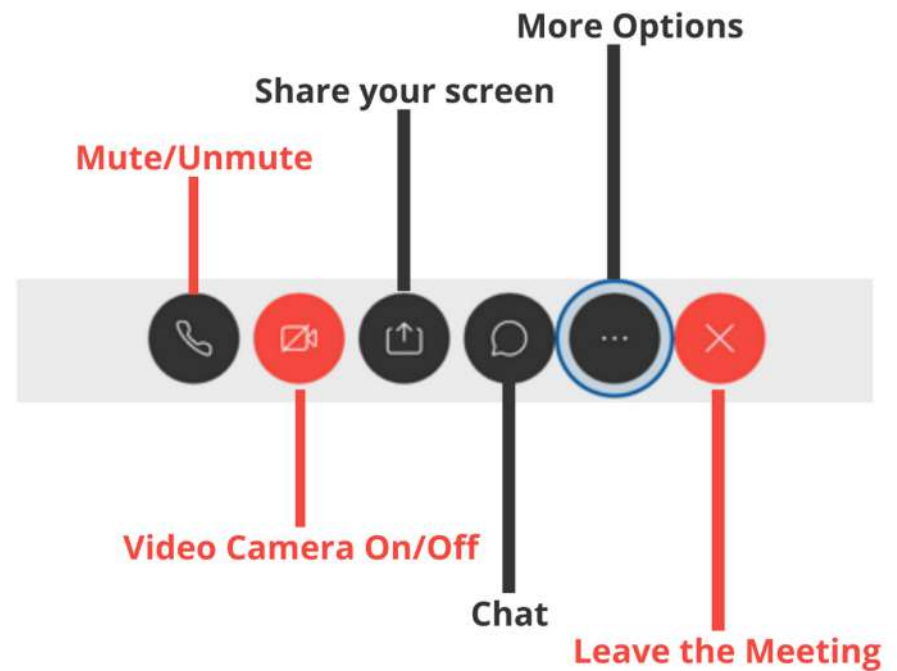 More Options
Share your screen
Mute/Unmute
Video Camera On/Off
Chat
Leave the Meeting